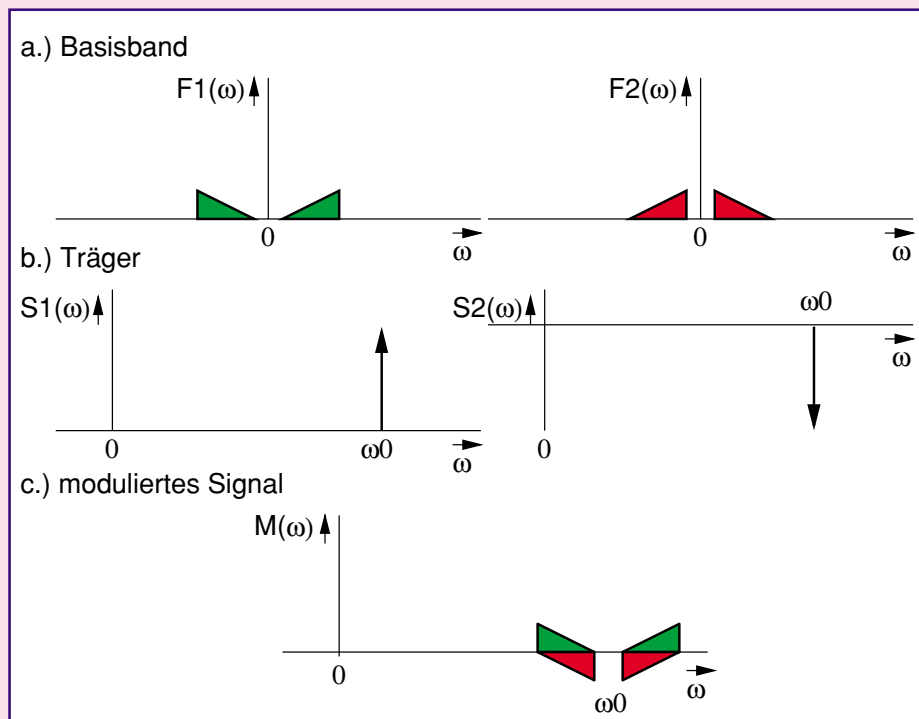 a.) Basisband
F1(ω) F2(ω)
0 ω 0 ω
b.) Träger
S1(ω) S2(ω) ω0
ω
0 ω0 ω 0
c.) moduliertes Signal
M(ω)
0 ω0 ω